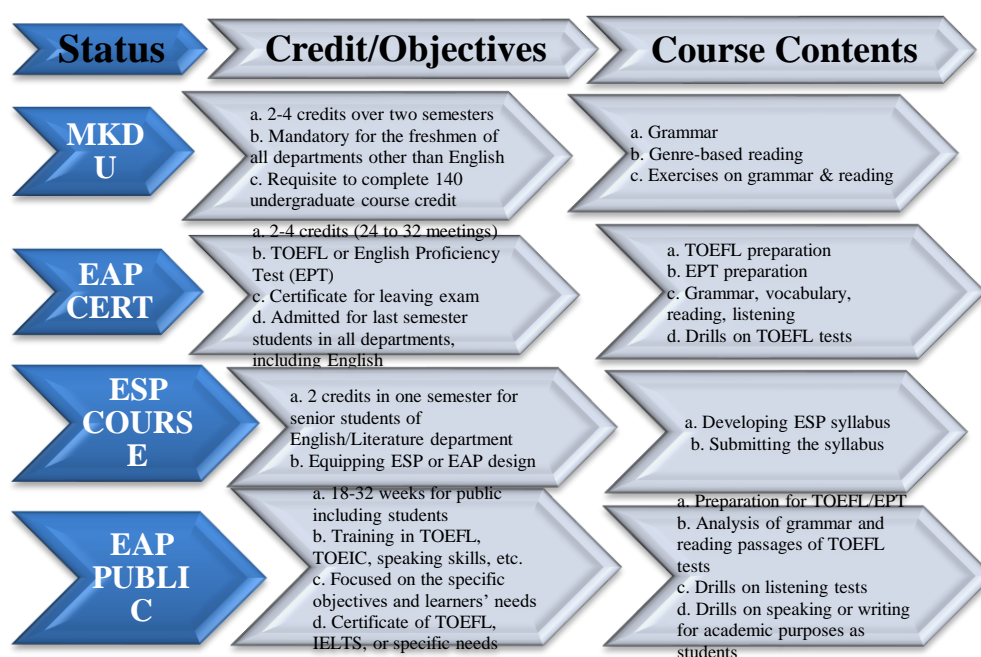 Status
Credit/Objectives
Course Contents
MKD
U
a. 2-4 credits over two semesters
b. Mandatory for the freshmen of
all departments other than English
c. Requisite to complete 140
undergraduate course credit
a. Grammar
b. Genre-based reading
c. Exercises on grammar & reading
EAP
CERT
a. 2-4 credits (24 to 32 meetings)
b. TOEFL or English Proficiency
Test (EPT)
c. Certificate for leaving exam
d. Admitted for last semester
students in all departments,
including English
a. TOEFL preparation
b. EPT preparation
c. Grammar, vocabulary,
reading, listening
d. Drills on TOEFL tests
ESP
COURS
E
a. 2 credits in one semester for
senior students of
English/Literature department
b. Equipping ESP or EAP design
a. Developing ESP syllabus
b. Submitting the syllabus
EAP
PUBLI
C
a. 18-32 weeks for public
including students
b. Training in TOEFL,
TOEIC, speaking skills, etc.
c. Focused on the specific
objectives and learners' needs
d. Certificate of TOEFL,
IELTS, or specific needs
a. Preparation for TOEFL/EPT
b. Analysis of grammar and
reading passages of TOEFL
tests
c. Drills on listening tests
d. Drills on speaking or writing
for academic purposes as
students